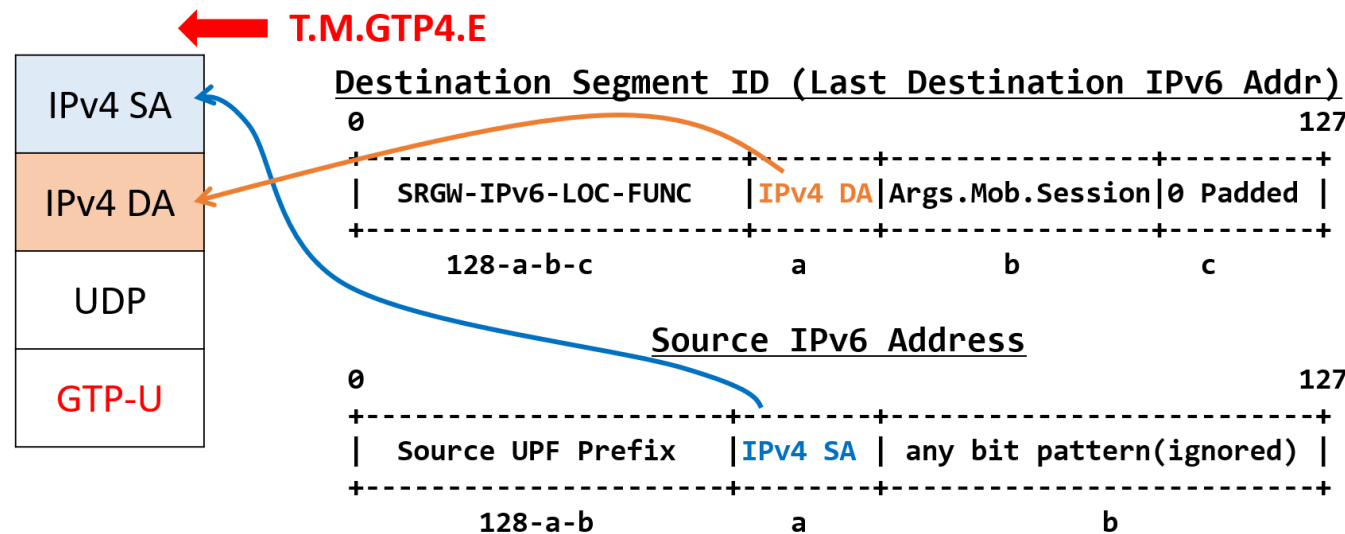 T.M.GTP4.E
IPv4 SA
IPv4 DA
UDP
GTP-U
Destination Segment ID (Last Destination IPv6 Addr)
0 127
+-----------------------+-------+----------------+---------+
| SRGW-IPv6-LOC-FUNC |IPv4 DA|Args.Mob.Session|0 Padded |
+-----------------------+-------+----------------+---------+
128-a-b-c a b c
Source IPv6 Address
0 127
+----------------------+--------+--------------------------+
| Source UPF Prefix |IPv4 SA | any bit pattern(ignored) |
+----------------------+--------+--------------------------+
128-a-b a b